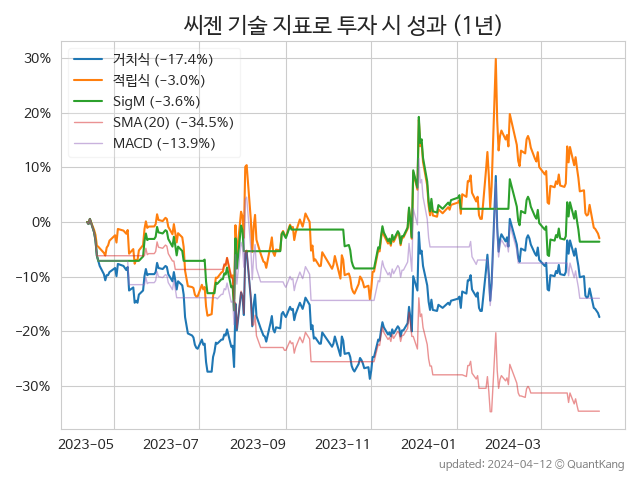 씨젠 기술 지표로 투자 시 성과 (1년)
30%
20%
10%
0%
−10%
−20%
−30%
거치식 (−17.4%)
적립식 (−3.0%)
SigM (−3.6%)
SMA(20) (−34.5%)
MACD (−13.9%)
2023−05 2023−07 2023−09 2023−11 2024−01 2024−03
updated: 2024−04−12 © QuantKang